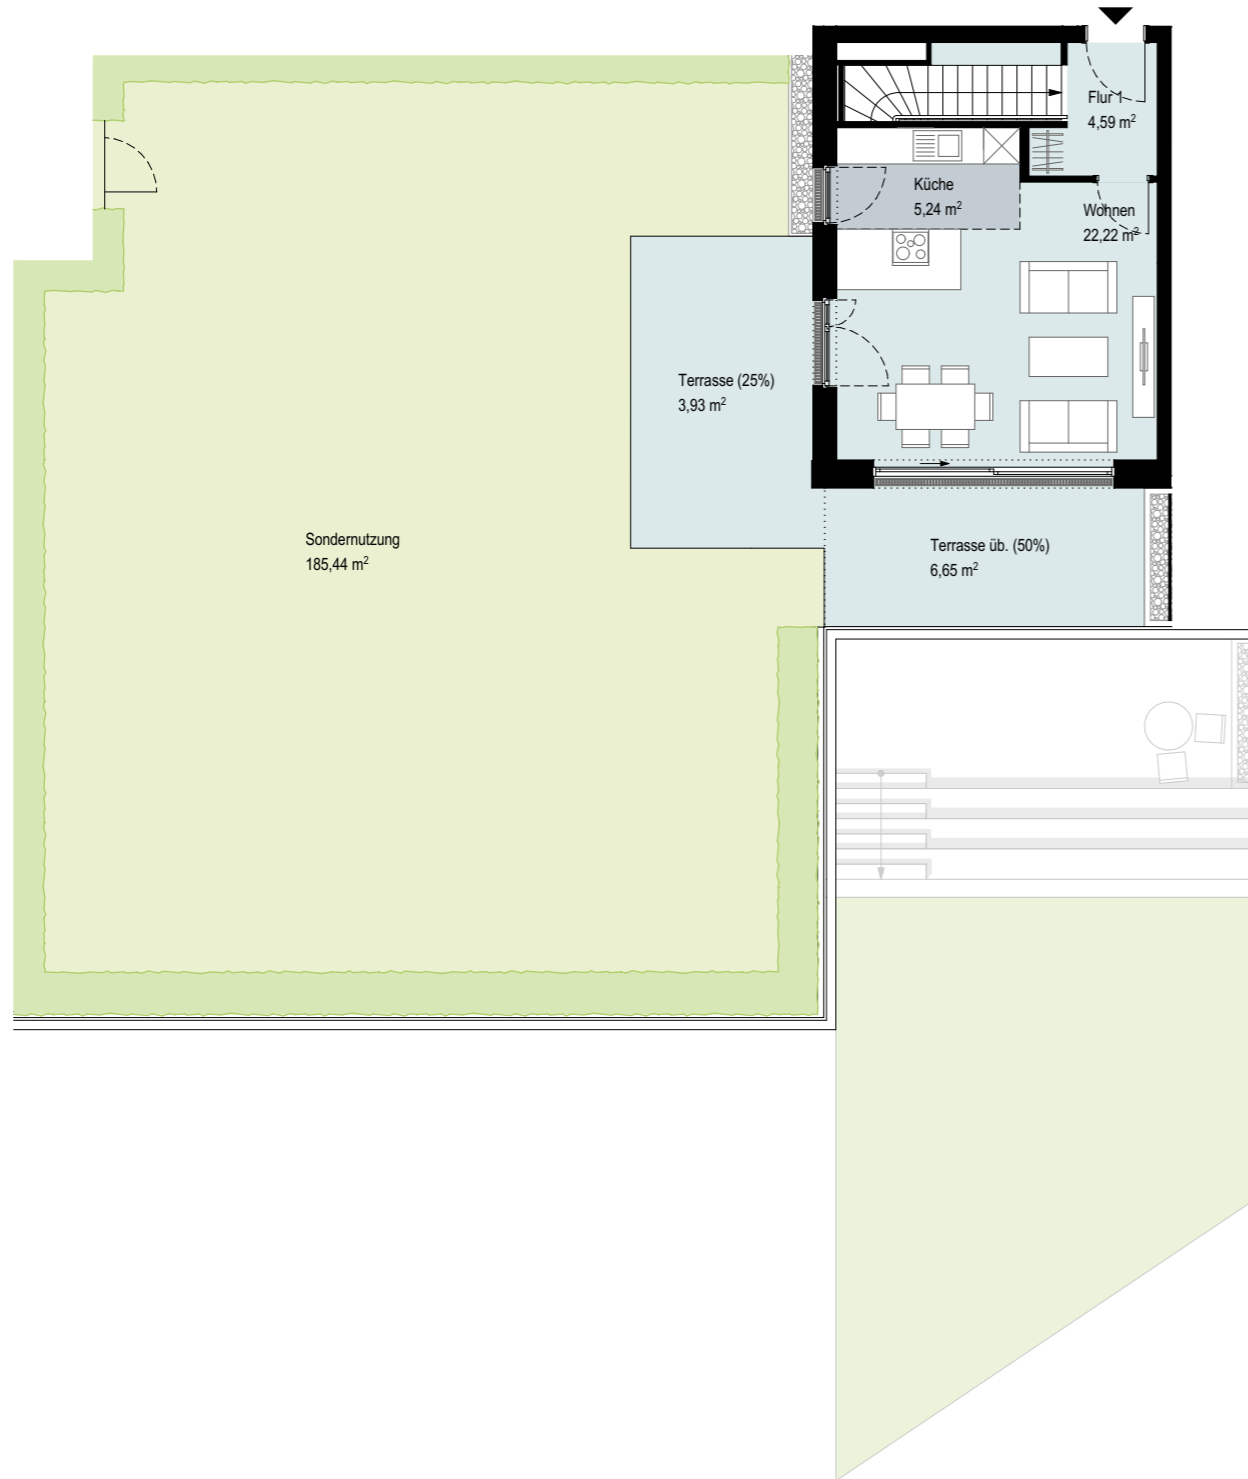 Flur 1
4,59 m²
Küche
5,24 m²
Wohnen
22,22 m²
Terrasse (25%)
3,93 m²
Sondernutzung
185,44 m²
Terrasse üb. (50%)
6,65 m²